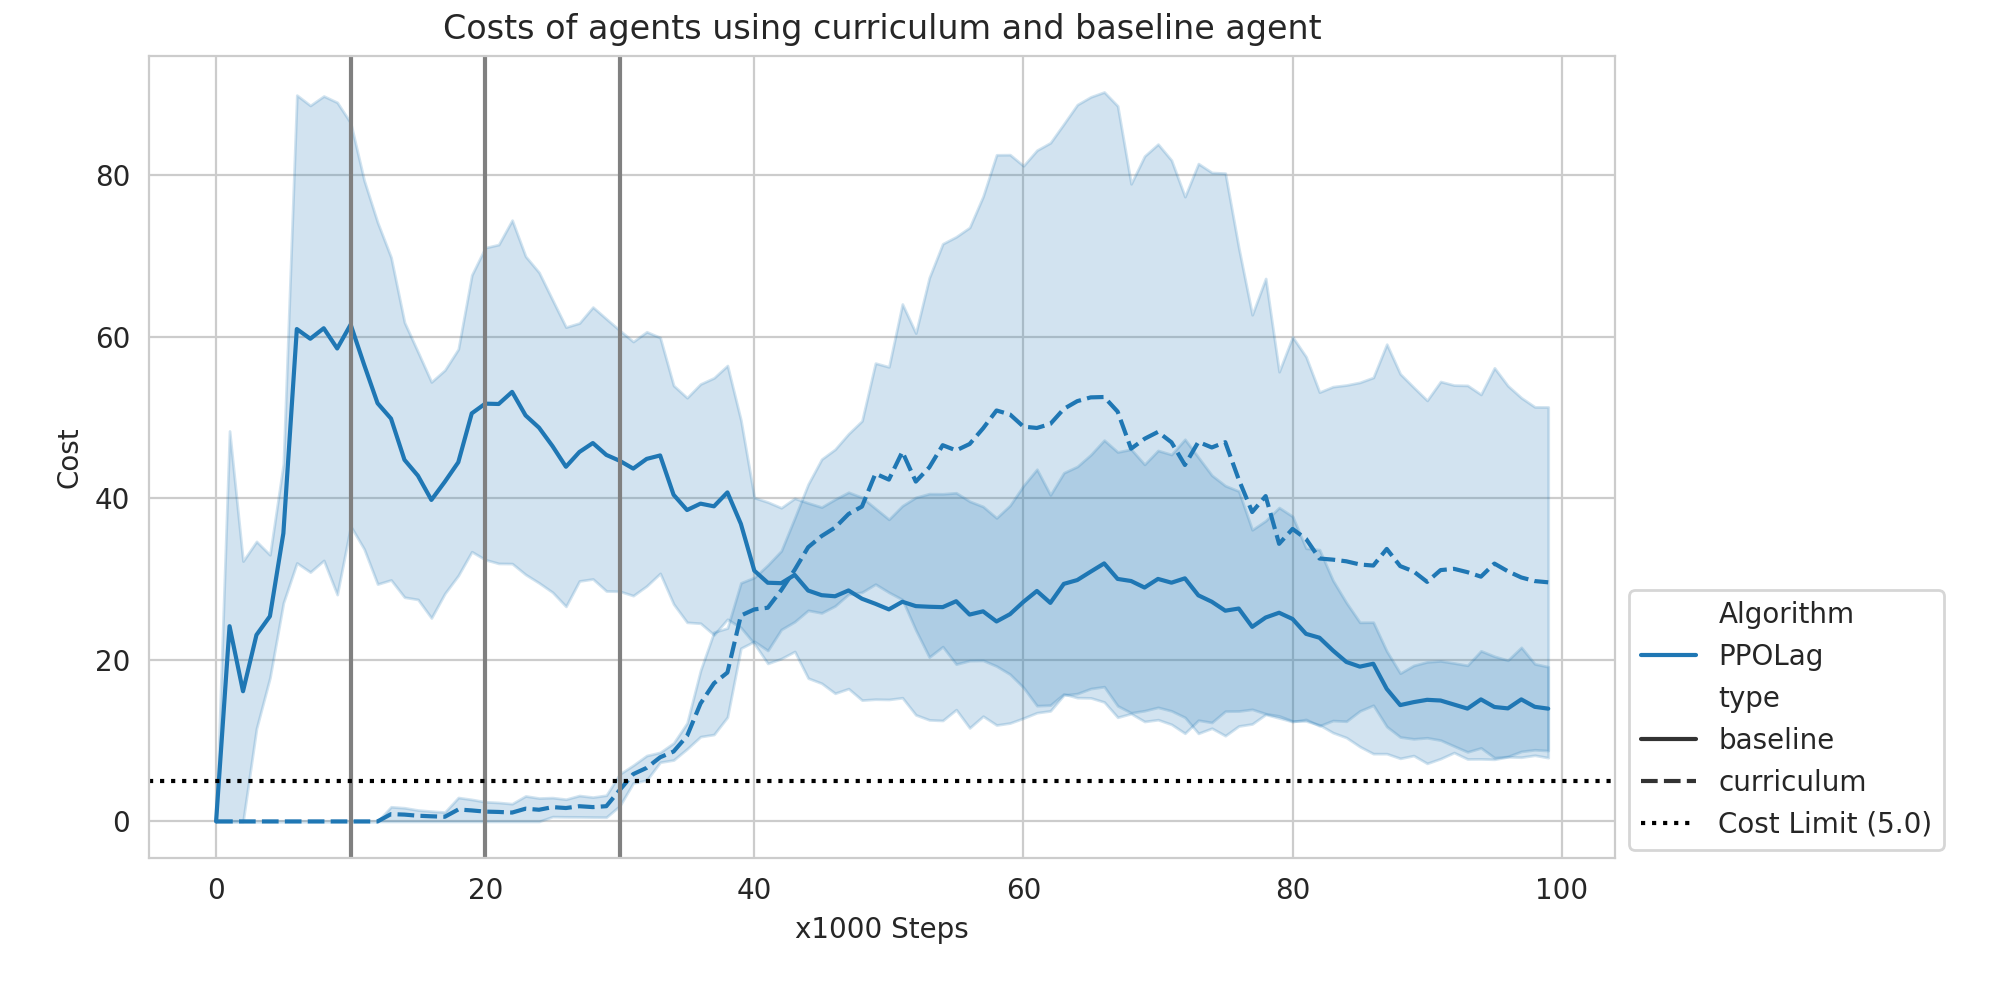 Costs of agents using curriculum and baseline agent
Cost
80
60
40
20
0
0 20 40 60 80 100
x1000 Steps
Algorithm
PPOLag
type
baseline
curriculum
Cost Limit (5.0)